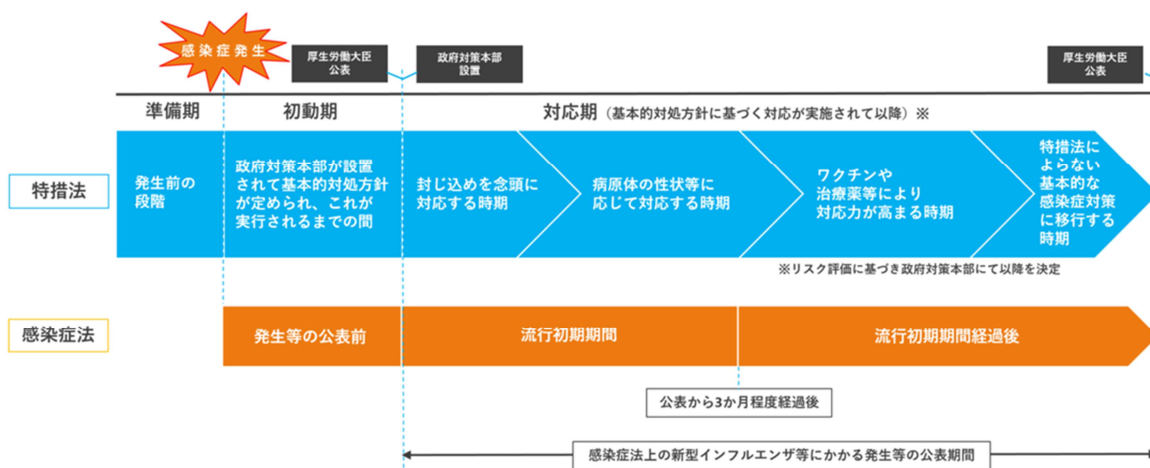 感染症発生
厚生労働大臣
公表
政府対策本部
設置
厚生労働大臣
公表
準備期
初動期
対応期（基本的対処方針に基づく対応が実施されて以降）※
特措法
発生前の
段階
政府対策本部が設置
されて基本的対処方針
が定められ、これが
実行されるまでの間
封じ込めを念頭に
対応する時期
病原体の性状等に
応じて対応する時期
ワクチンや
治療薬等により
対応力が高まる時期
特措法に
よらない
基本的な
感染症対策
に移行する
時期
※リスク評価に基づき政府対策本部にて以降を決定
感染症法
発生等の公表前
流行初期期間
流行初期期間経過後
公表から3か月程度経過後
感染症法上の新型インフルエンザ等にかかる発生等の公表期間